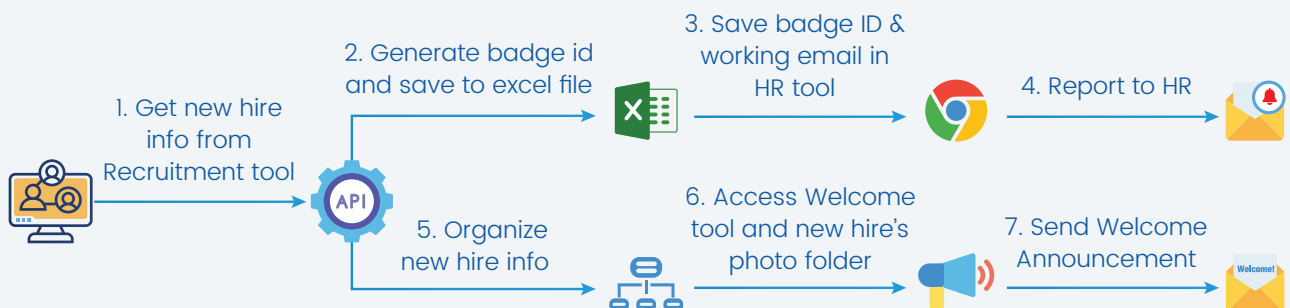 1. Get new hire
info from
Recruitment tool
API
2. Generate badge id
and save to excel file
X
3. Save badge ID &
working email in
HR tool
4. Report to HR
5. Organize
new hire info
6. Access Welcome
tool and new hire's
photo folder
7. Send Welcome
Announcement
Welcome!